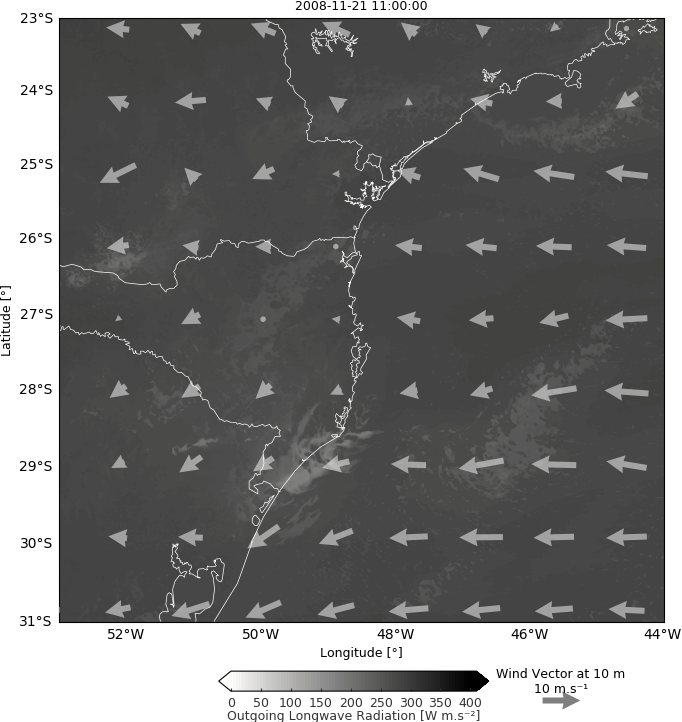 2008-11-21 11:00:00
23°S
24°S
25°S
26°S
27°S
28°S
29°S
30°S
31°S
Latitude [°]
52°W 50°W 48°W 46°W 44°W
Longitude [°]
0 50 100 150 200 250 300 350 400
Outgoing Longwave Radiation [W m.s⁻²]
Wind Vector at 10 m
10 m.s⁻¹